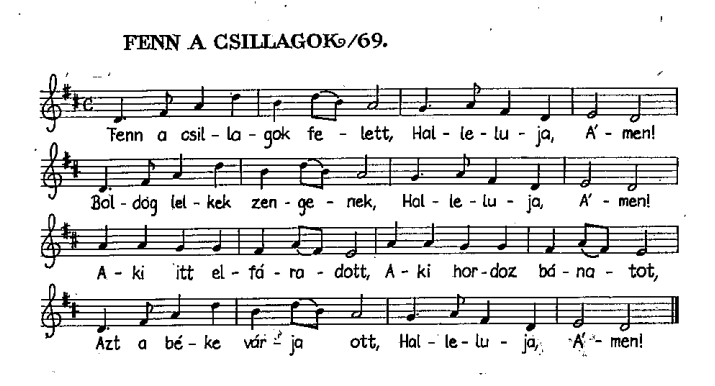 FENN A CSILLAGOK/69.
Fenn a csil - la - gok fe - lett, Hal - le - lu - ja, Á - men!
Bol - dog lel - kek zen - ge - nek, Hal - le - lu - ja, Á - men!
A - ki itt el - fá - ra - dott, A - ki hor - doz bá - na - tot,
Azt a bé - ke vár - ja ott, Hal - le - lu - ja, Á - men!